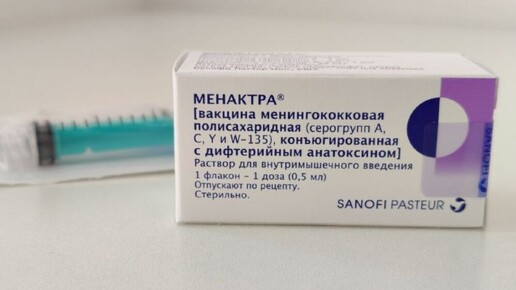 МЕНАКТРА®
[вакцина менингококковая
полисахаридная (серогрупп А,
С, Y и W-135), конъюгированная
с дифтерийным анатоксином]
Раствор для внутримышечного введения
1 флакон - 1 доза (0,5 мл)
Отпускают по рецепту.
Стерильно.
SANOFI PASTEUR